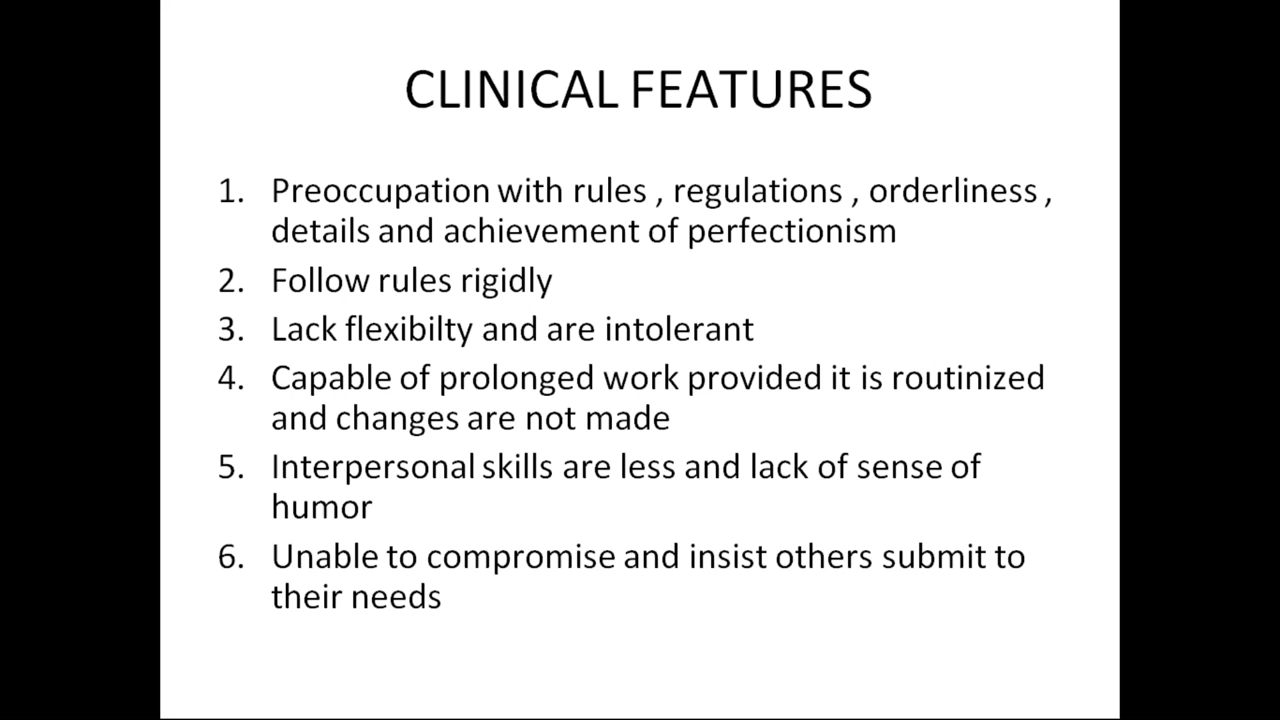 CLINICAL FEATURES
1. Preoccupation with rules , regulations , orderliness ,
details and achievement of perfectionism
2. Follow rules rigidly
3. Lack flexibilty and are intolerant
4. Capable of prolonged work provided it is routinized
and changes are not made
5. Interpersonal skills are less and lack of sense of
humor
6. Unable to compromise and insist others submit to
their needs